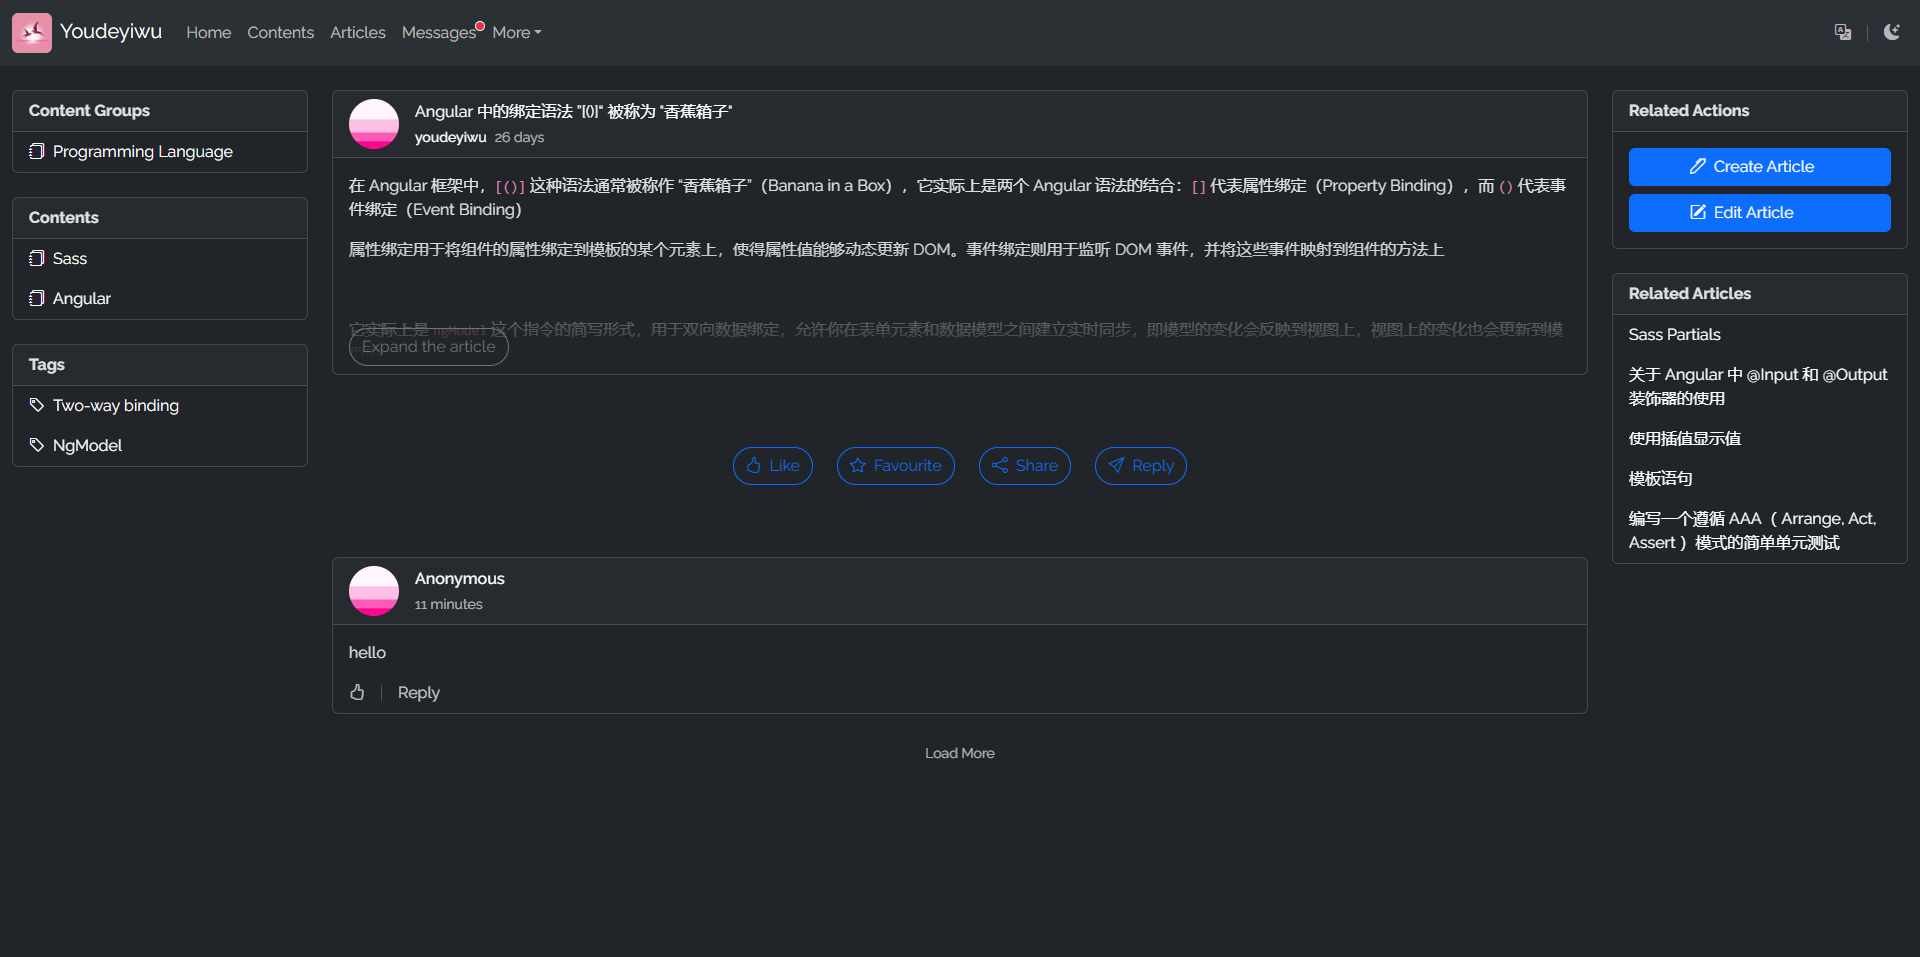 Youdeyiwu
Home
Contents
Articles
Messages
More
Content Groups
Programming Language
Contents
Sass
Angular
Tags
Two-way binding
NgModel
Angular 中的绑定语法 "[()]" 被称为 "香蕉箱子"
youdeyiwu 26 days
在 Angular 框架中，[()] 这种语法通常被称作 “香蕉箱子”（Banana in a Box），它实际上是两个 Angular 语法的结合：[] 代表属性绑定（Property Binding），而 () 代表事
件绑定（Event Binding）
属性绑定用于将组件的属性绑定到模板的某个元素上，使得属性值能够动态更新 DOM。事件绑定则用于监听 DOM 事件，并将这些事件映射到组件的方法上
它实际上是 ngModel 这个指令的简写形式，用于双向数据绑定，允许你在表单元素和数据模型之间建立实时同步，即模型的变化会反映到视图上，视图上的变化也会更新到模
Expand the article
Like
Favourite
Share
Reply
Anonymous
11 minutes
hello
Reply
Load More
Related Actions
Create Article
Edit Article
Related Articles
Sass Partials
关于 Angular 中 @Input 和 @Output
装饰器的使用
使用插值显示值
模板语句
编写一个遵循 AAA（ Arrange, Act,
Assert ）模式的简单单元测试